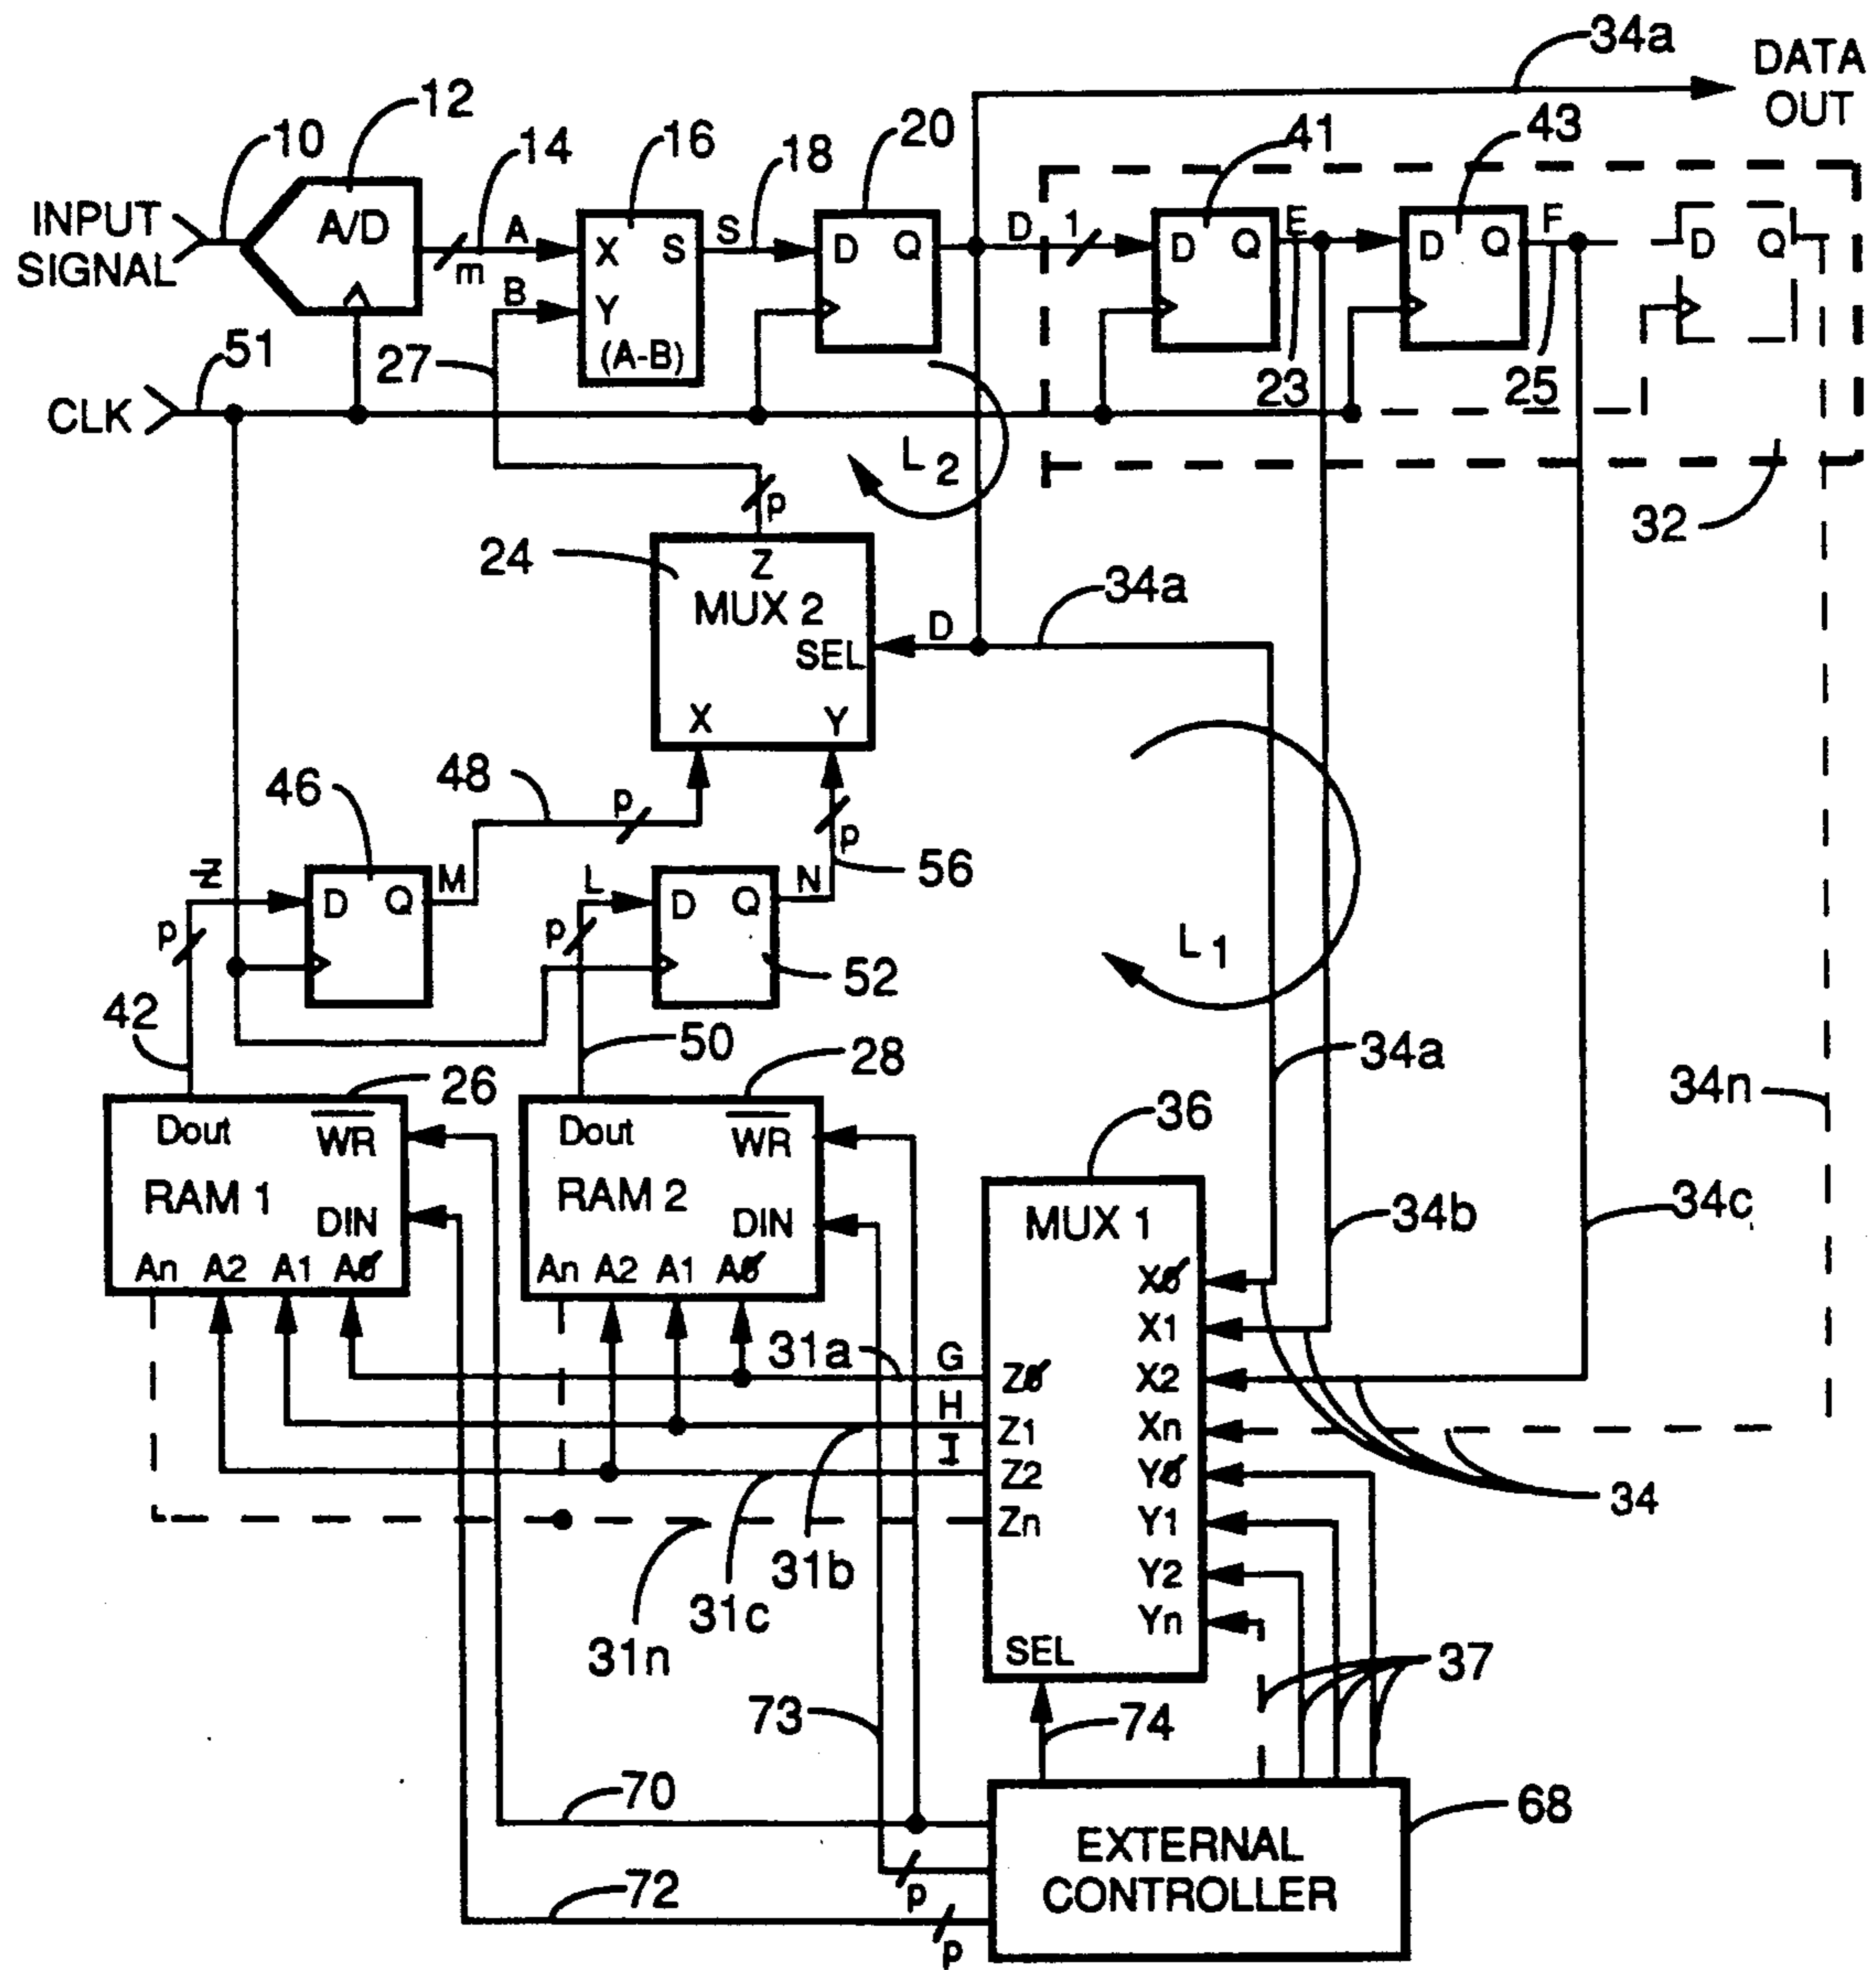 34a
DATA OUT
12
10
14
16
18
20
41
43
INPUT SIGNAL
A/D
m
A
B
X
S
Y
(A-B)
S
D Q
D
1
D Q
E
D Q
F
D Q
51
27
23
25
CLK
L2
32
p
24
Z
MUX 2
SEL
X
Y
D
34a
46
48
p
p
56
Z
D Q
M
L
D Q
N
p
p
52
L1
42
50
34a
26
28
34n
36
Dout
WR
RAM 1
DIN
An A2 A1 A0
Dout
WR
RAM 2
DIN
An A2 A1 A0
MUX 1
34b
34c
X0
X1
X2
Xn
Y0
Y1
Y2
Yn
31a
G
H
I
Z0
Z1
Z2
Zn
SEL
34
31b
31c
31n
37
73
74
70
68
EXTERNAL CONTROLLER
p
72
p